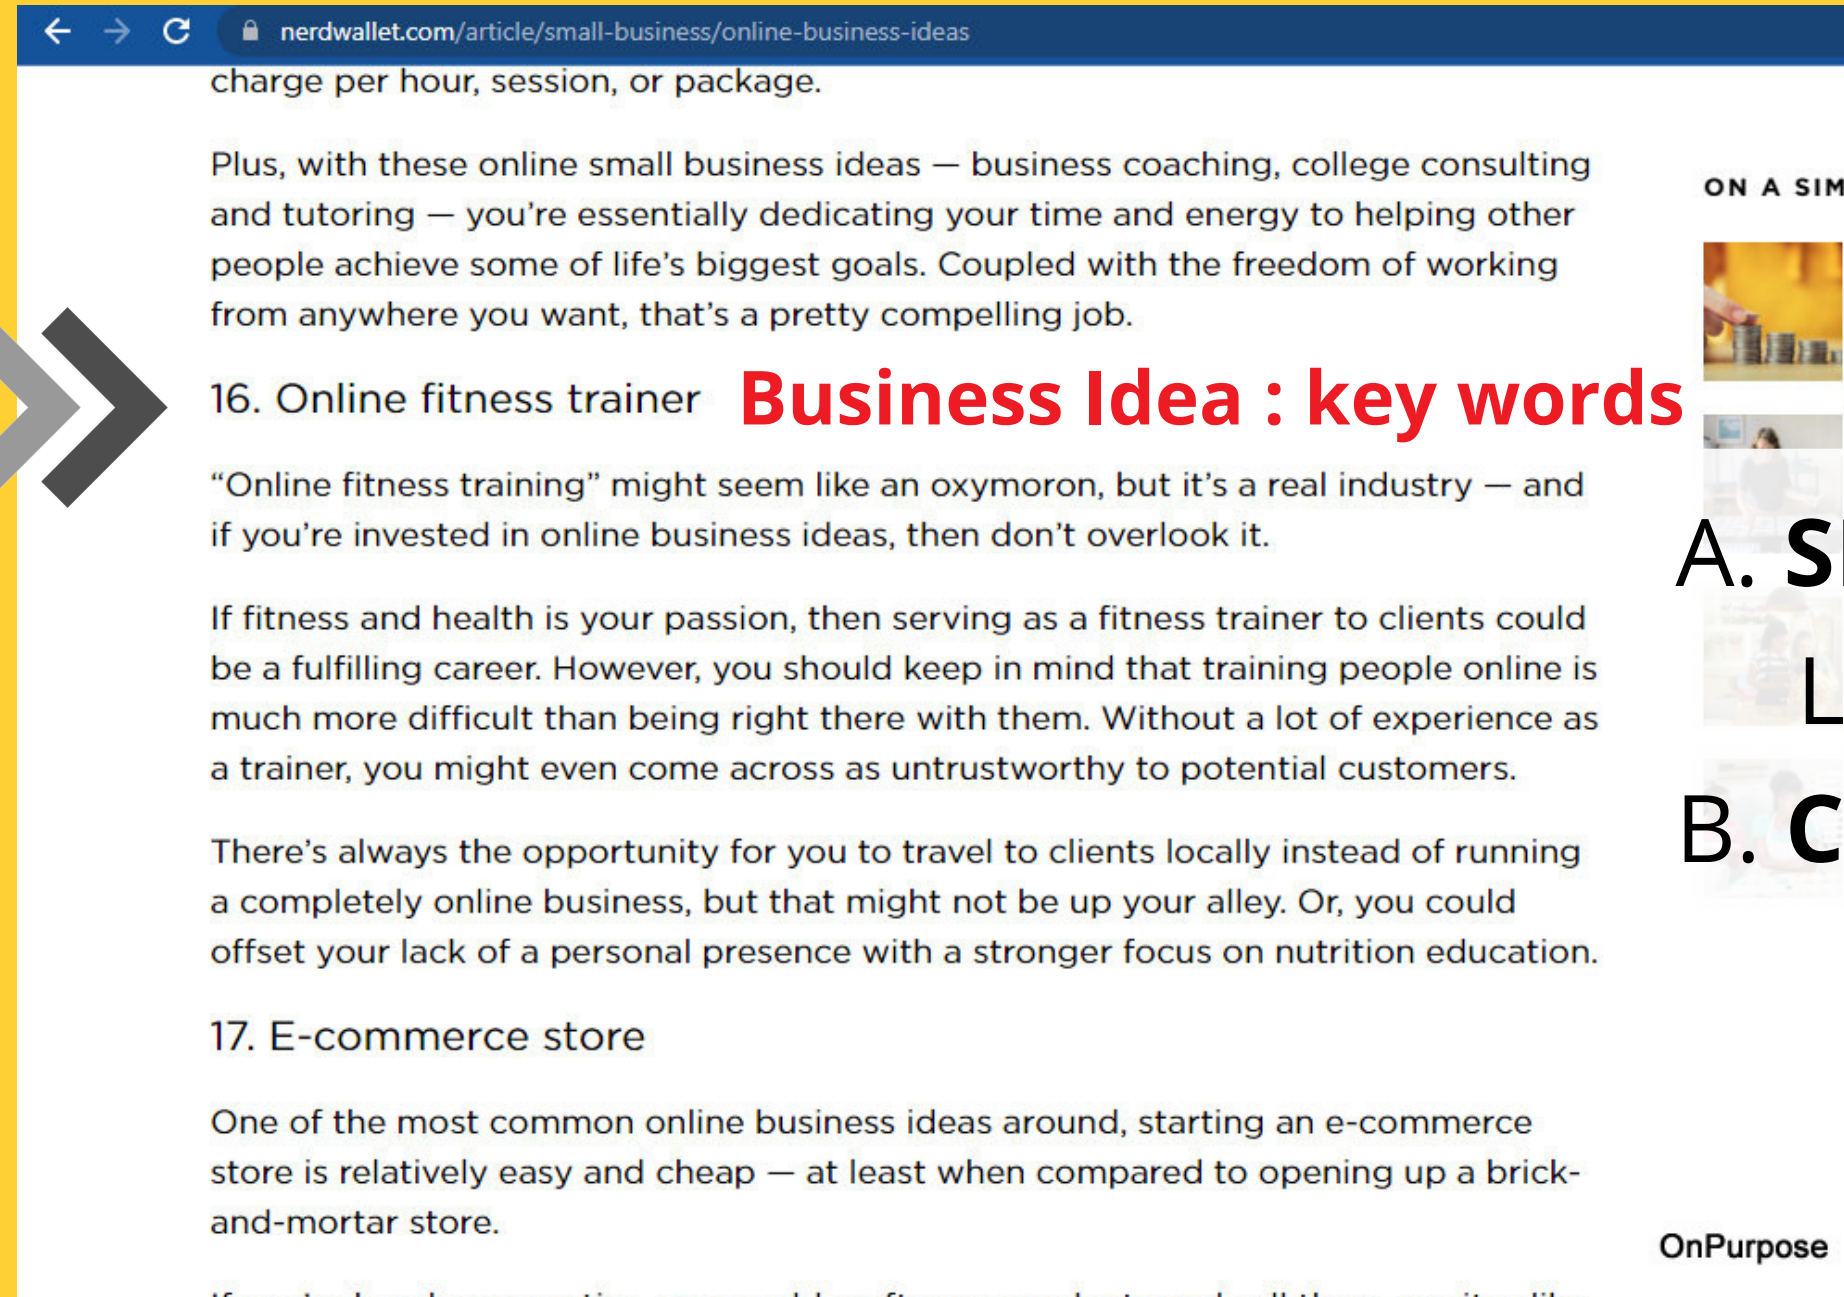 nerdwallet.com/article/small-business/online-business-ideas
charge per hour, session, or package.
Plus, with these online small business ideas — business coaching, college consulting
and tutoring — you’re essentially dedicating your time and energy to helping other
people achieve some of life’s biggest goals. Coupled with the freedom of working
from anywhere you want, that’s a pretty compelling job.
16. Online fitness trainer
Business Idea : key words
“Online fitness training” might seem like an oxymoron, but it’s a real industry — and
if you’re invested in online business ideas, then don’t overlook it.
If fitness and health is your passion, then serving as a fitness trainer to clients could
be a fulfilling career. However, you should keep in mind that training people online is
much more difficult than being right there with them. Without a lot of experience as
a trainer, you might even come across as untrustworthy to potential customers.
There’s always the opportunity for you to travel to clients locally instead of running
a completely online business, but that might not be up your alley. Or, you could
offset your lack of a personal presence with a stronger focus on nutrition education.
17. E-commerce store
One of the most common online business ideas around, starting an e-commerce
store is relatively easy and cheap — at least when compared to opening up a brick-
and-mortar store.
ON A SIM
A. S
L
B. C
OnPurpose